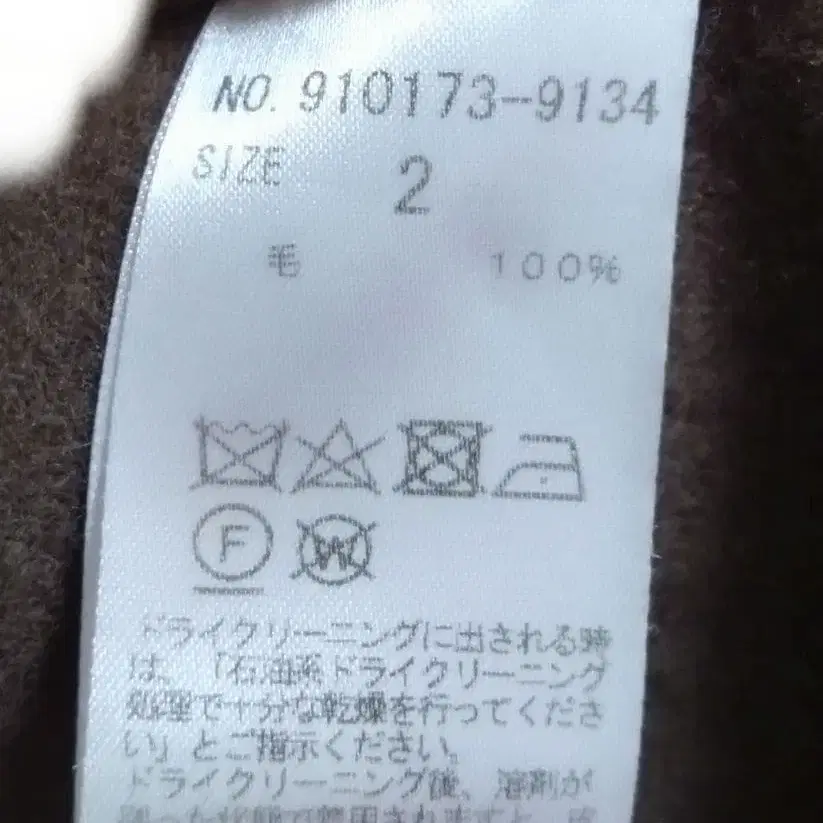 NO. 910173-9134
SIZE 2
毛 100%
F W
ドライクリーニングに出される時
は、「石油系ドライクリーニング
処理で十分な乾燥を行ってくださ
い」とご指示ください。
ドライクリーニング後、溶剤が